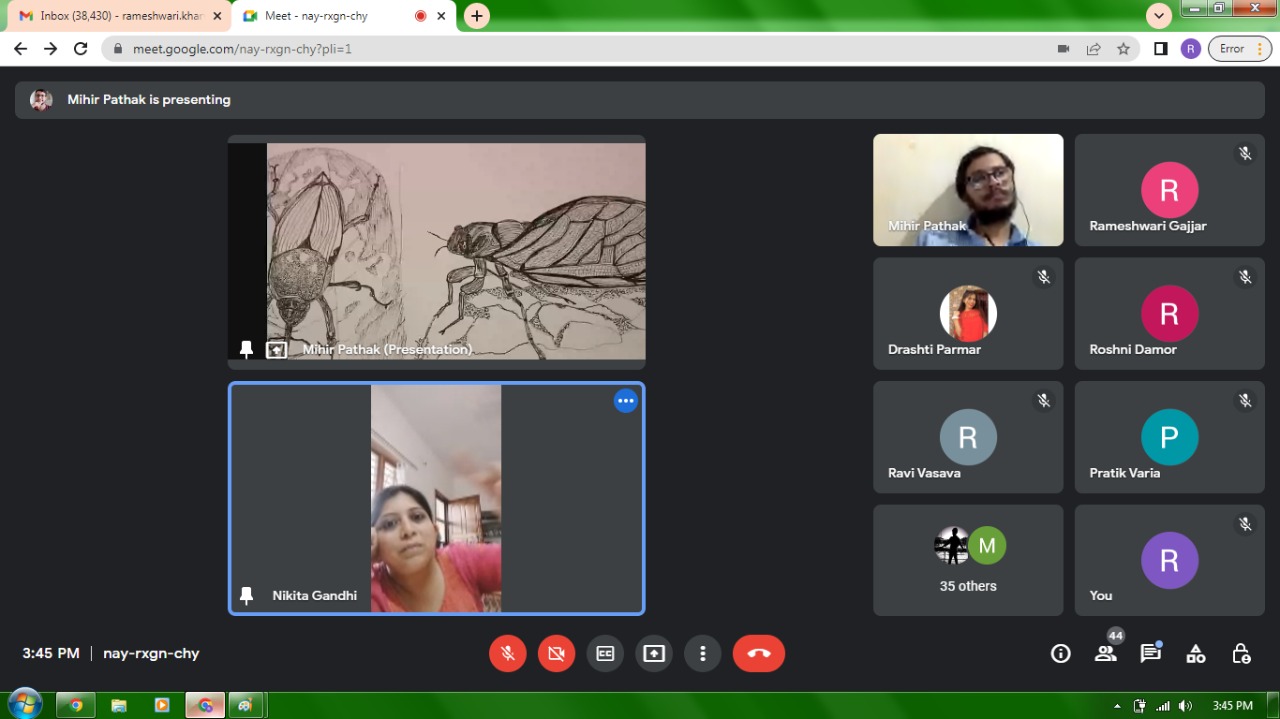 Inbox (38,430) - rameshwari.khar
Meet - nay-rxgn-chy
meet.google.com/nay-rxgn-chy?pli=1
R
Error
Mihir Pathak is presenting
Mihir Pathak (Presentation)
Nikita Gandhi
Mihir Pathak
R
Rameshwari Gajjar
Drashti Parmar
R
Roshni Damor
R
Ravi Vasava
P
Pratik Varia
M
35 others
R
You
3:45 PM | nay-rxgn-chy
CC
44
3:45 PM